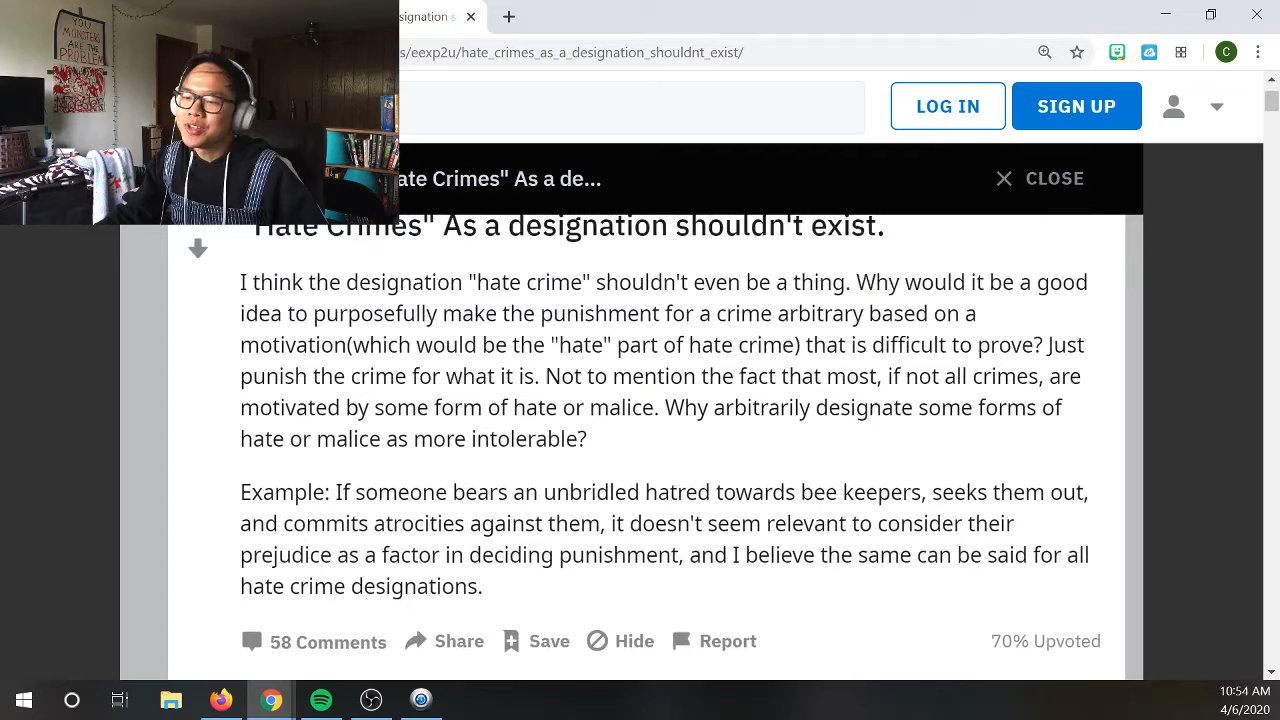 YOU
MONSTERS
ARE THE
PROBLEM
esignation s
s/eexp2u/hate_crimes_as_a_designation_shouldnt_exist/
LOG IN
SIGN UP
ate Crimes" As a de...
CLOSE
"Hate Crimes" As a designation shouldn't exist.
I think the designation "hate crime" shouldn't even be a thing. Why would it be a good
idea to purposefully make the punishment for a crime arbitrary based on a
motivation(which would be the "hate" part of hate crime) that is difficult to prove? Just
punish the crime for what it is. Not to mention the fact that most, if not all crimes, are
motivated by some form of hate or malice. Why arbitrarily designate some forms of
hate or malice as more intolerable?
Example: If someone bears an unbridled hatred towards bee keepers, seeks them out,
and commits atrocities against them, it doesn't seem relevant to consider their
prejudice as a factor in deciding punishment, and I believe the same can be said for all
hate crime designations.
58 Comments Share Save Hide Report 70% Upvoted
10:54 AM
4/6/2020
C